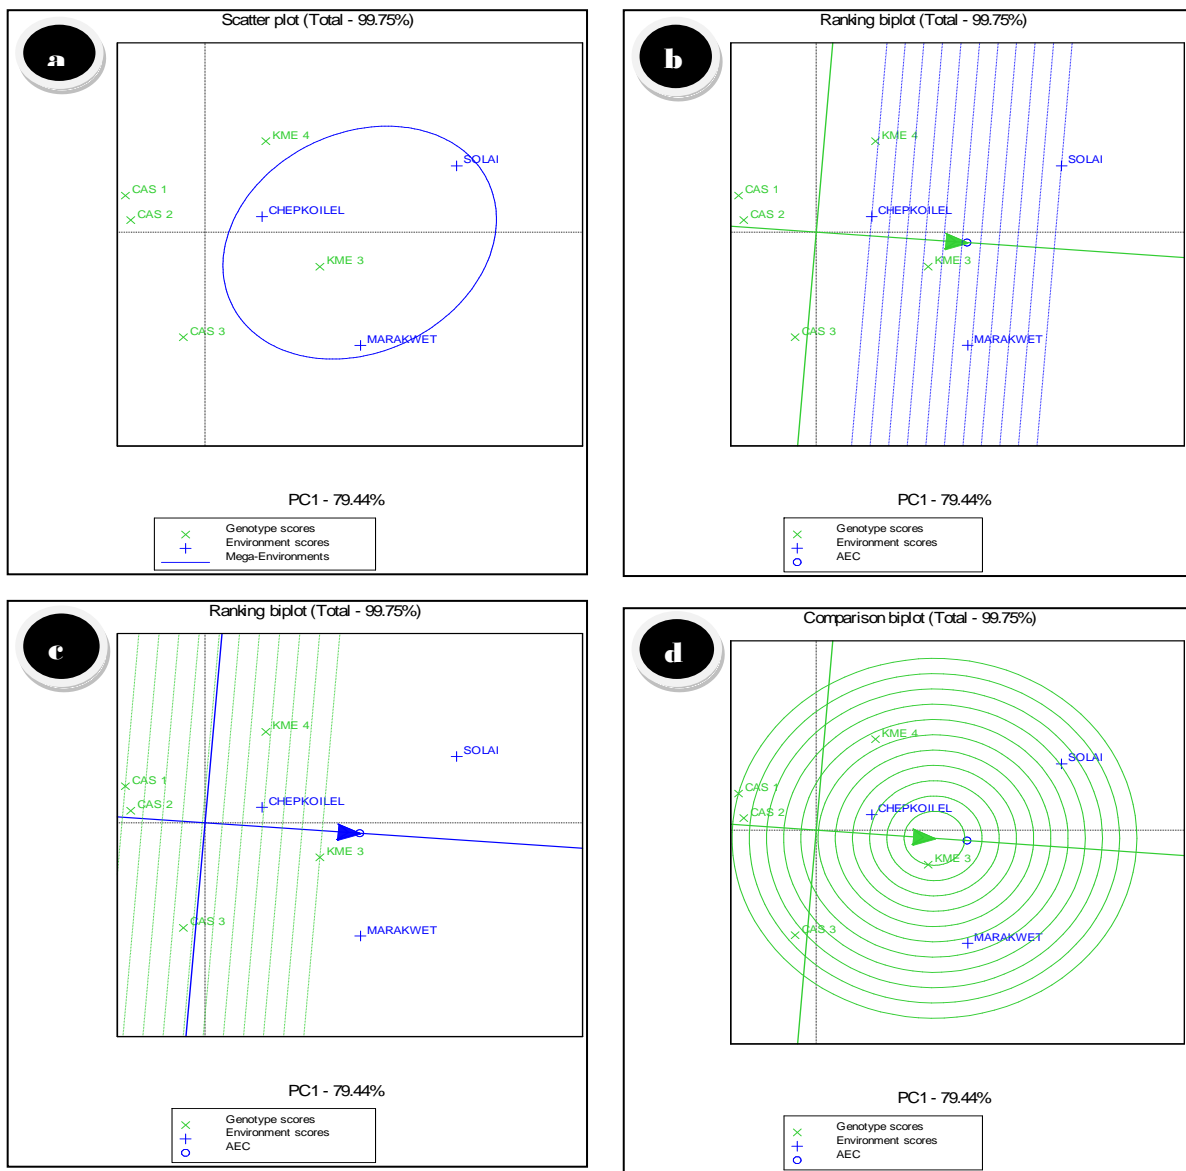 a
Scatter plot (Total - 99.75%)
KME 4
SOLAI
CAS 1
CAS 2
CHEPKOILEL
KME 3
CAS 3
MARAKWET
PC1 - 79.44%
Genotype scores
Environment scores
Mega-Environments
b
Ranking biplot (Total - 99.75%)
KME 4
SOLAI
CAS 1
CAS 2
CHEPKOILEL
KME 3
CAS 3
MARAKWET
PC1 - 79.44%
Genotype scores
Environment scores
AEC
c
Ranking biplot (Total - 99.75%)
KME 4
SOLAI
CAS 1
CAS 2
CHEPKOILEL
KME 3
CAS 3
MARAKWET
PC1 - 79.44%
Genotype scores
Environment scores
AEC
d
Comparison biplot (Total - 99.75%)
KME 4
SOLAI
CAS 1
CAS 2
CHEPKOILEL
KME 3
CAS 3
MARAKWET
PC1 - 79.44%
Genotype scores
Environment scores
AEC